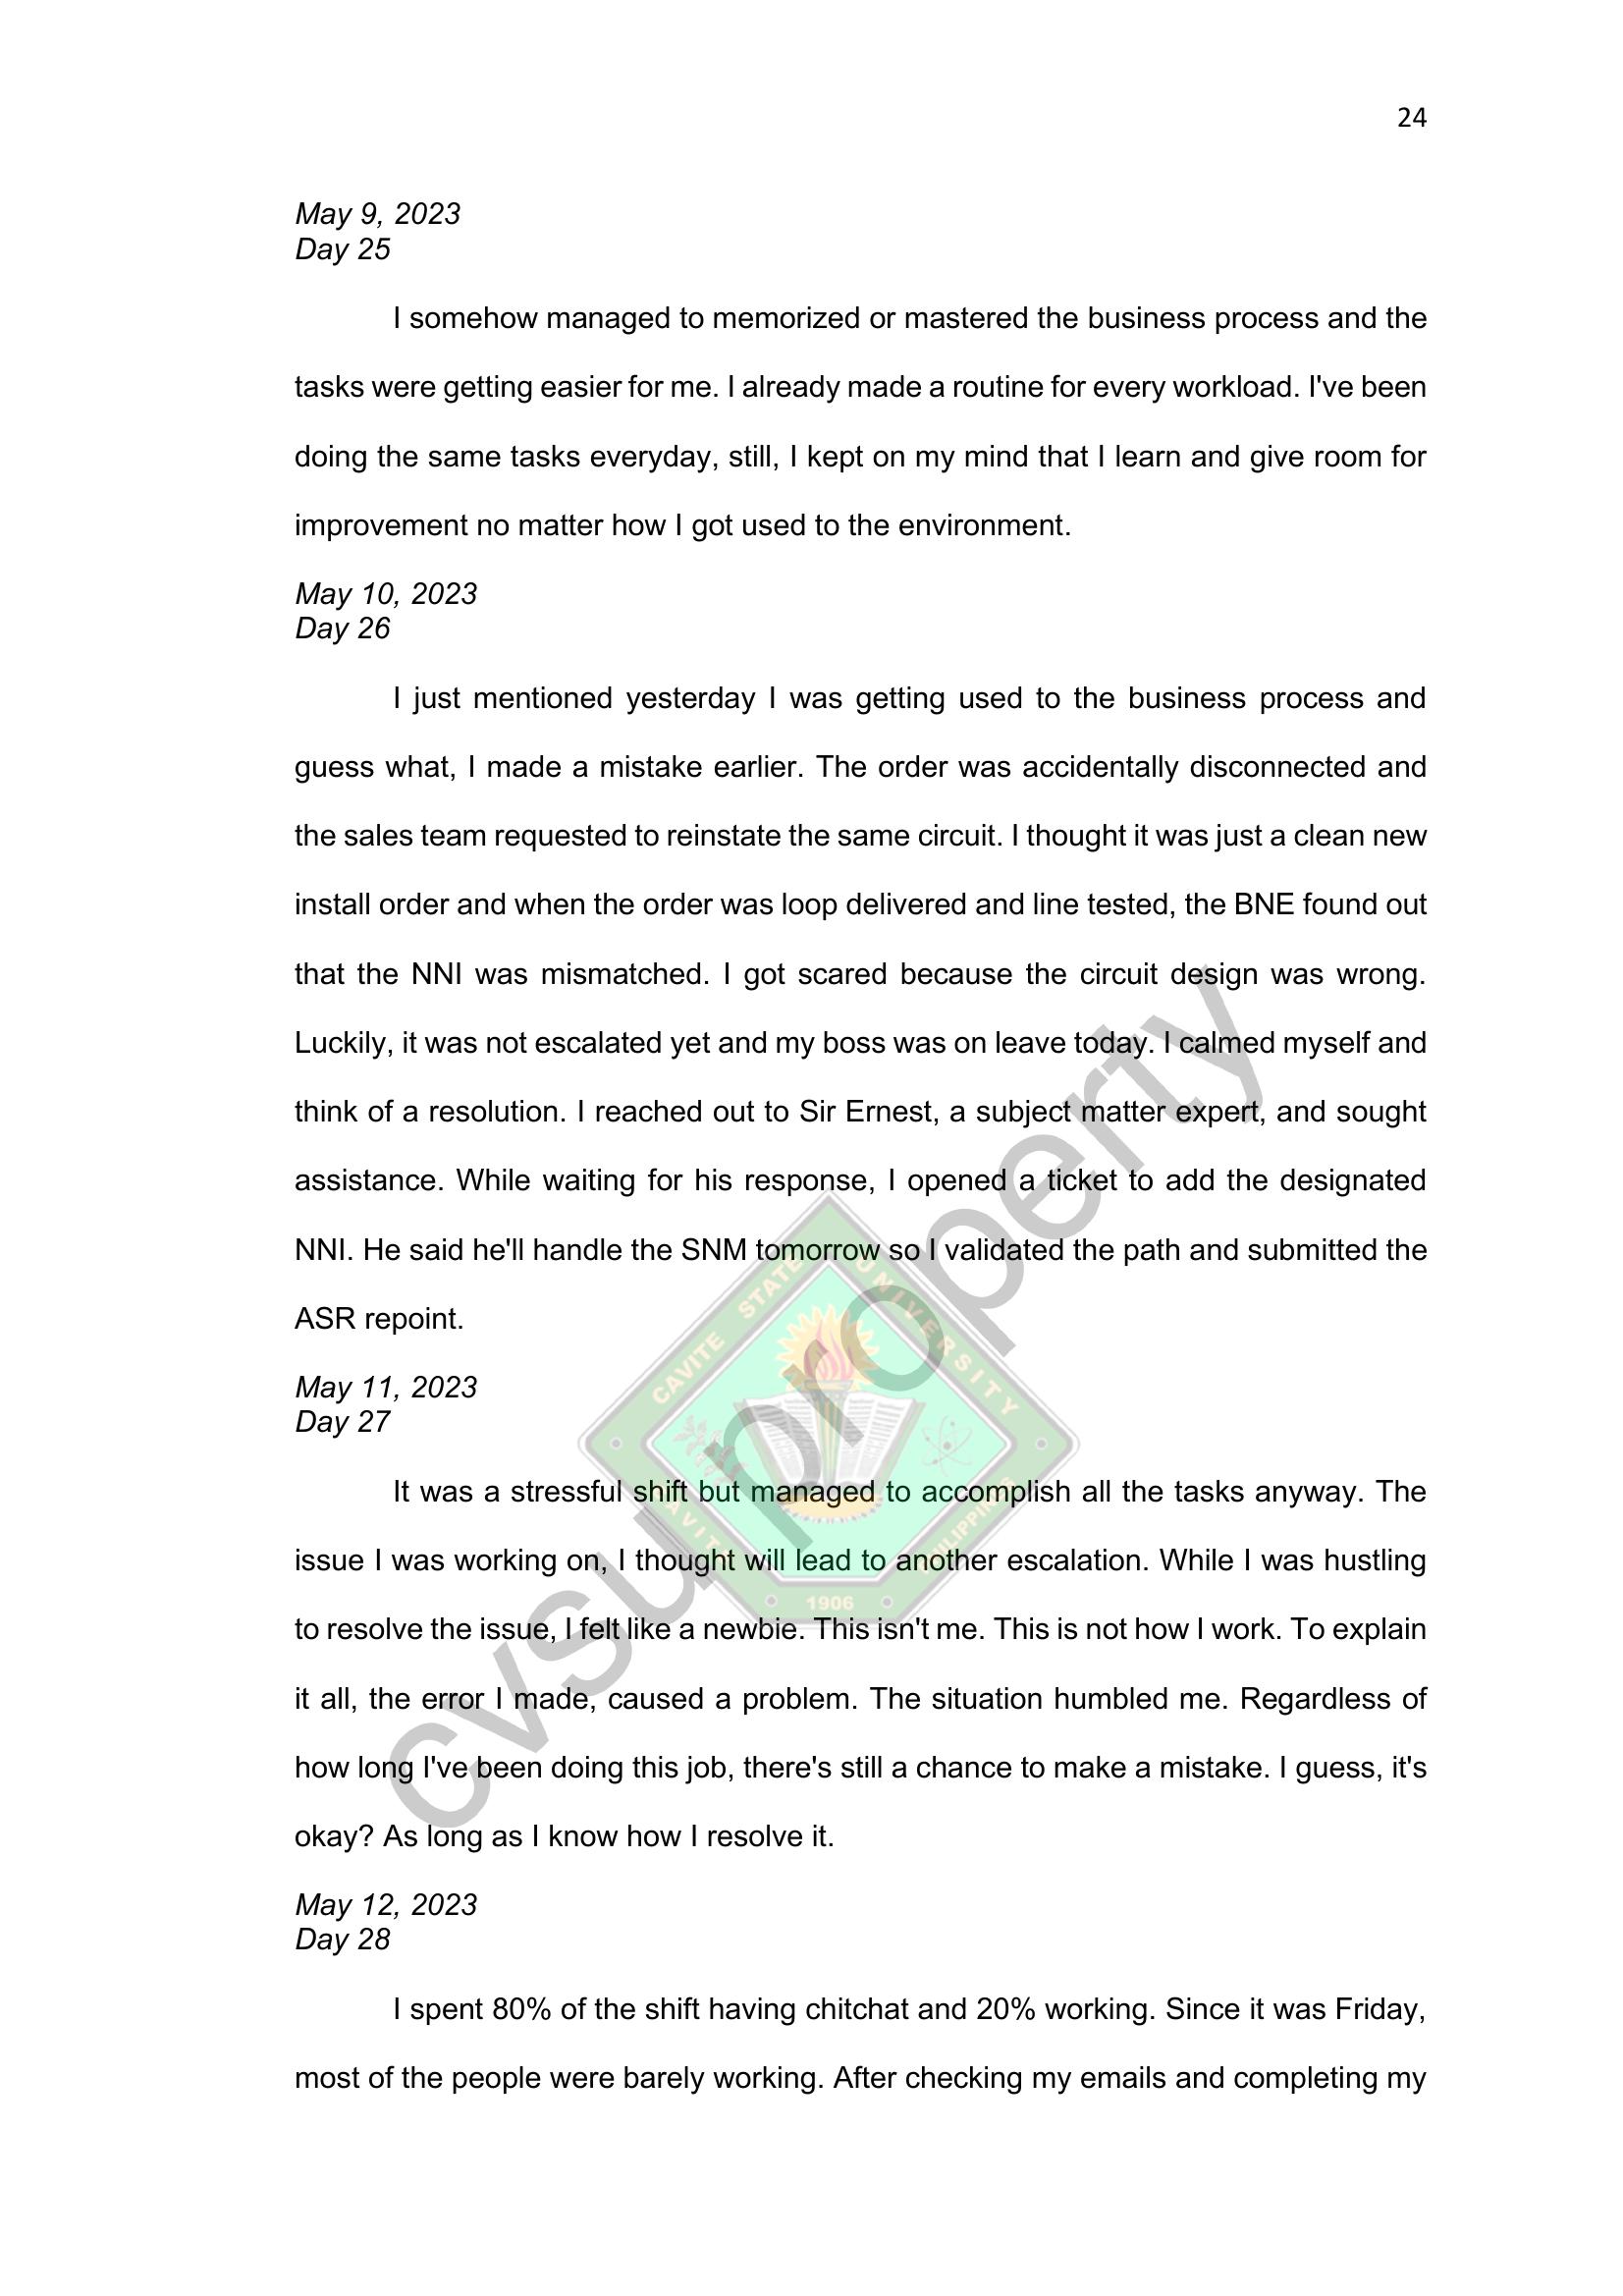 24
May 9, 2023
Day 25
I somehow managed to memorized or mastered the business process and the
tasks were getting easier for me. I already made a routine for every workload. I've been
doing the same tasks everyday, still, I kept on my mind that I learn and give room for
improvement no matter how I got used to the environment.
May 10, 2023
Day 26
I just mentioned yesterday I was getting used to the business process and
guess what, I made a mistake earlier. The order was accidentally disconnected and
the sales team requested to reinstate the same circuit. I thought it was just a clean new
install order and when the order was loop delivered and line tested, the BNE found out
that the NNI was mismatched. I got scared because the circuit design was wrong.
Luckily, it was not escalated yet and my boss was on leave today. I calmed myself and
think of a resolution. I reached out to Sir Ernest, a subject matter expert, and sought
assistance. While waiting for his response, I opened a ticket to add the designated
NNI. He said he'll handle the SNM tomorrow so I validated the path and submitted the
ASR repoint.
May 11, 2023
Day 27
It was a stressful shift but managed to accomplish all the tasks anyway. The
issue I was working on, I thought will lead to another escalation. While I was hustling
to resolve the issue, I felt like a newbie. This isn't me. This is not how I work. To explain
it all, the error I made, caused a problem. The situation humbled me. Regardless of
how long I've been doing this job, there's still a chance to make a mistake. I guess, it's
okay? As long as I know how I resolve it.
May 12, 2023
Day 28
I spent 80% of the shift having chitchat and 20% working. Since it was Friday,
most of the people were barely working. After checking my emails and completing my
cvsu property
CAVITE STATE UNIVERSITY
CAVITE
PHILIPPINES
1906